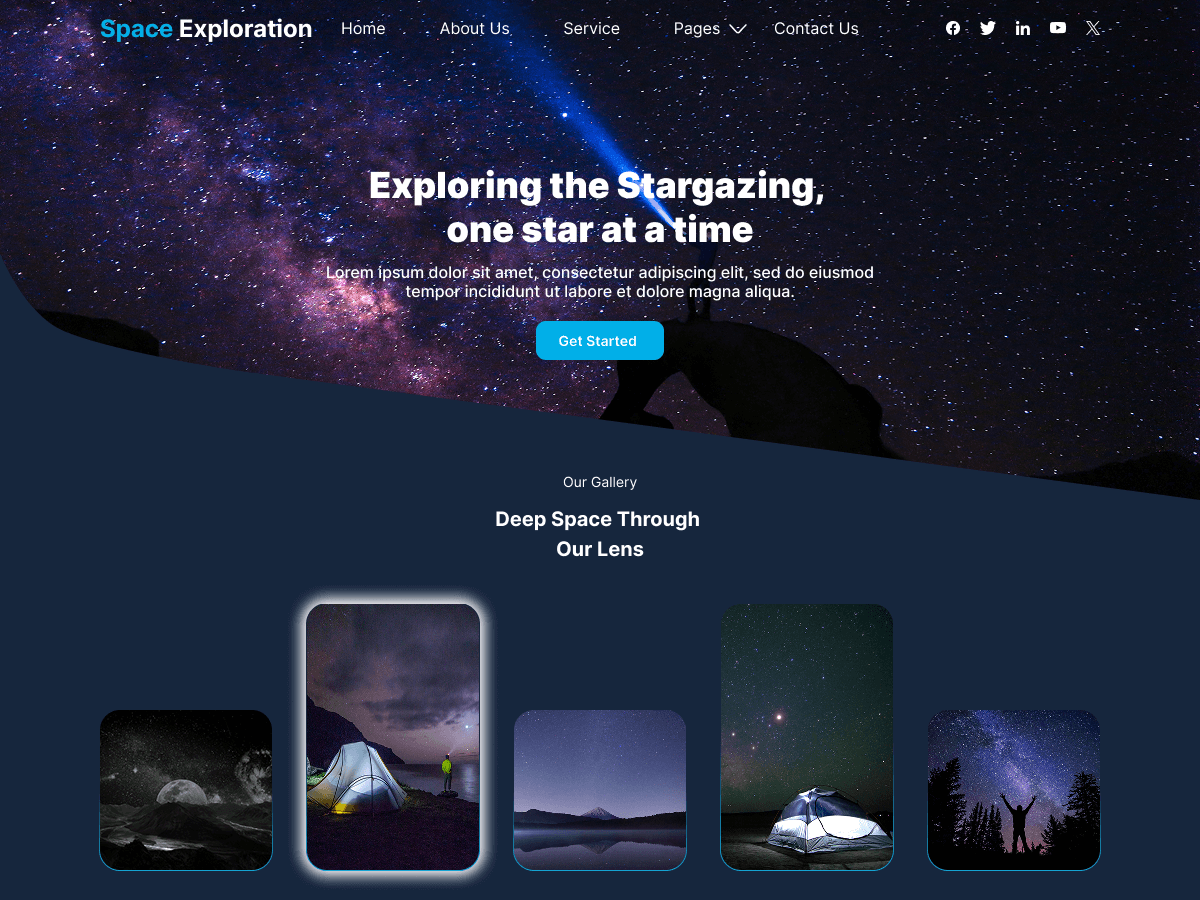 Space Exploration
Home
About Us
Service
Pages
Contact Us
Exploring the Stargazing,
one star at a time
Lorem ipsum dolor sit amet, consectetur adipiscing elit, sed do eiusmod
tempor incididunt ut labore et dolore magna aliqua.
Get Started
Our Gallery
Deep Space Through
Our Lens